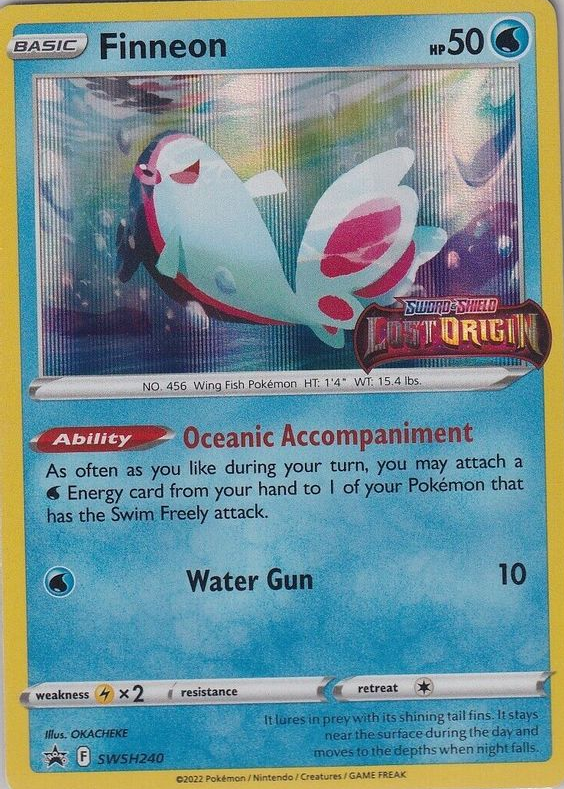 BASIC Finneon HP 50
SWORD & SHIELD
LOST ORIGIN
NO. 456 Wing Fish Pokémon HT: 1'4" WT: 15.4 lbs.
Ability Oceanic Accompaniment
As often as you like during your turn, you may attach a
Energy card from your hand to 1 of your Pokémon that
has the Swim Freely attack.
Water Gun 10
weakness ×2 resistance retreat
It lures in prey with its shining tail fins. It stays
near the surface during the day and
moves to the depths when night falls.
Illus. OKACHEKE
F SWSH240
©2022 Pokémon / Nintendo / Creatures / GAME FREAK